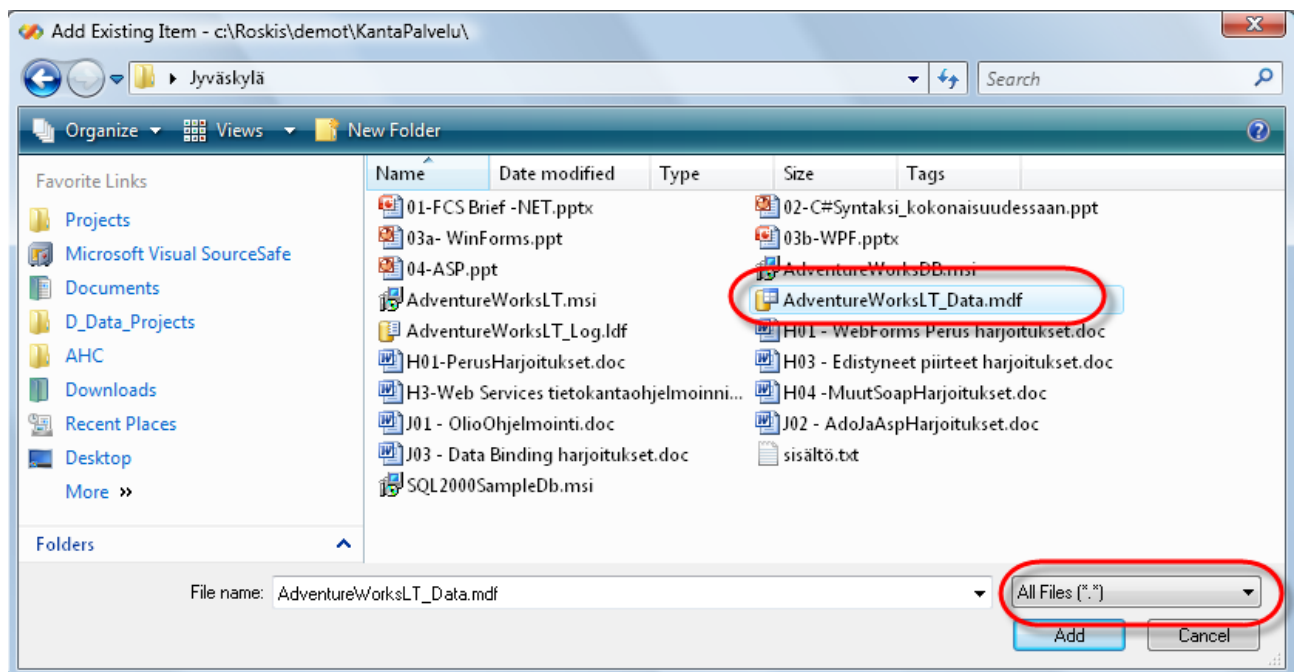 Add Existing Item - c:\Roskis\demot\KantaPalvelu\
Jyväskylä
Search
Organize
Views
New Folder
Favorite Links
Projects
Microsoft Visual SourceSafe
Documents
D_Data_Projects
AHC
Downloads
Recent Places
Desktop
More »
Folders
Name Date modified Type Size Tags
01-FCS Brief -NET.pptx 02-C#Syntaksi_kokonaisuudessaan.ppt
03a- WinForms.ppt 03b-WPF.pptx
04-ASP.ppt AdventureWorksDB.msi
AdventureWorksLT.msi AdventureWorksLT_Data.mdf
AdventureWorksLT_Log.ldf H01 - WebForms Perus harjoitukset.doc
H01-PerusHarjoitukset.doc H03 - Edistyneet piirteet harjoitukset.doc
H3-Web Services tietokantaohjelmoinni... H04 -MuutSoapHarjoitukset.doc
J01 - OlioOhjelmointi.doc J02 - AdoJaAspHarjoitukset.doc
J03 - Data Binding harjoitukset.doc sisältö.txt
SQL2000SampleDb.msi
File name: AdventureWorksLT_Data.mdf All Files (*.*)
Add Cancel